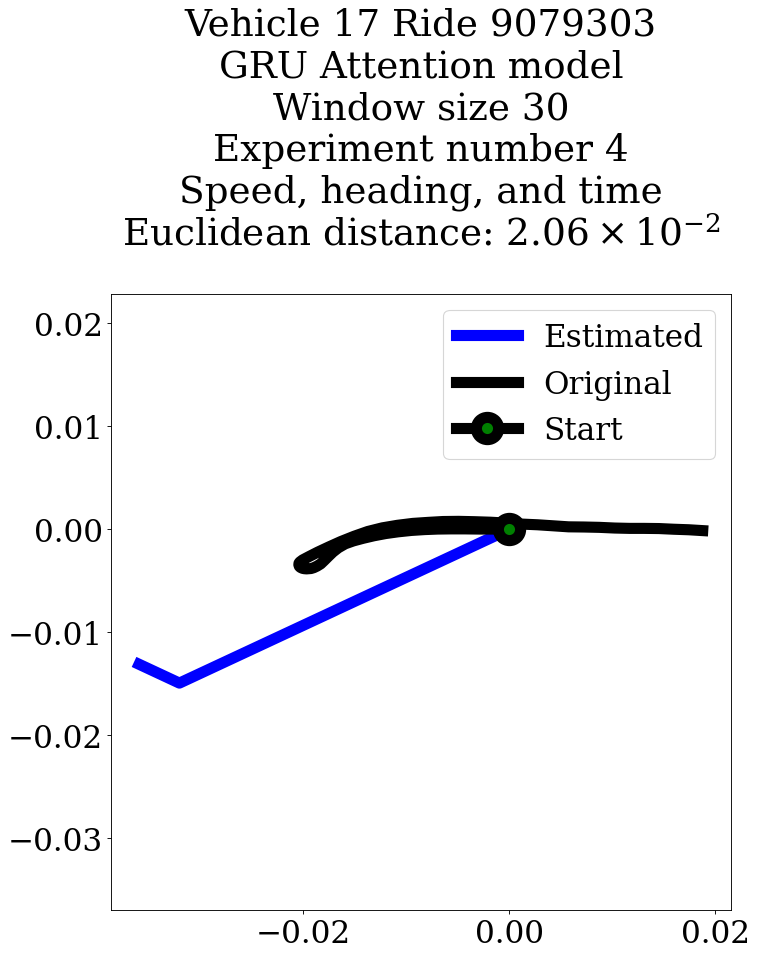 Vehicle 17 Ride 9079303
GRU Attention model
Window size 30
Experiment number 4
Speed, heading, and time
Euclidean distance: 2.06 × 10⁻²
Estimated
Original
Start
0.02
0.01
0.00
−0.01
−0.02
−0.03
−0.02 0.00 0.02